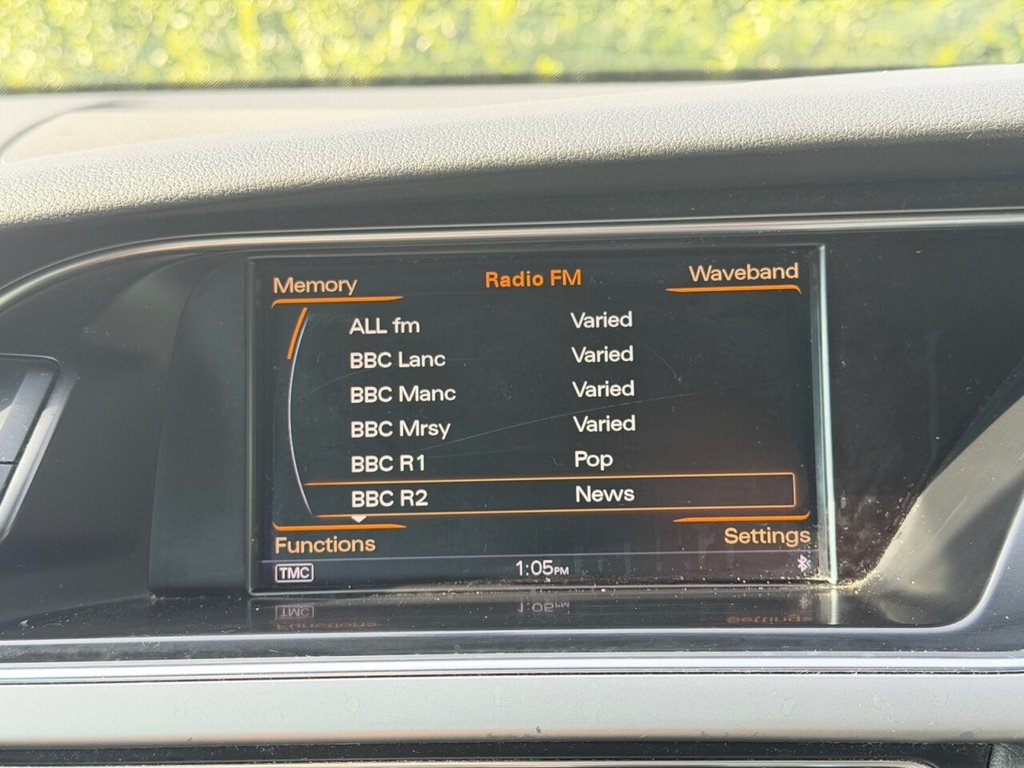 Memory Radio FM Waveband
ALL fm Varied
BBC Lanc Varied
BBC Manc Varied
BBC Mrsy Varied
BBC R1 Pop
BBC R2 News
Functions Settings
TMC 1:05PM